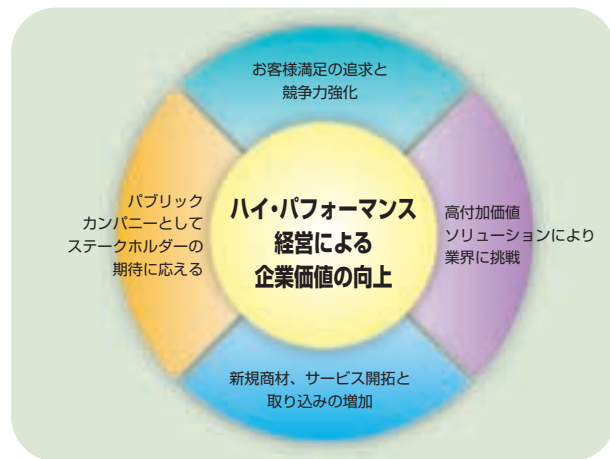 お客様満足の追求と
競争力強化
パブリック
カンパニーとして
ステークホルダーの
期待に応える
ハイ・パフォーマンス
経営による
企業価値の向上
高付加価値
ソリューションにより
業界に挑戦
新規商材、サービス開拓と
取り込みの増加